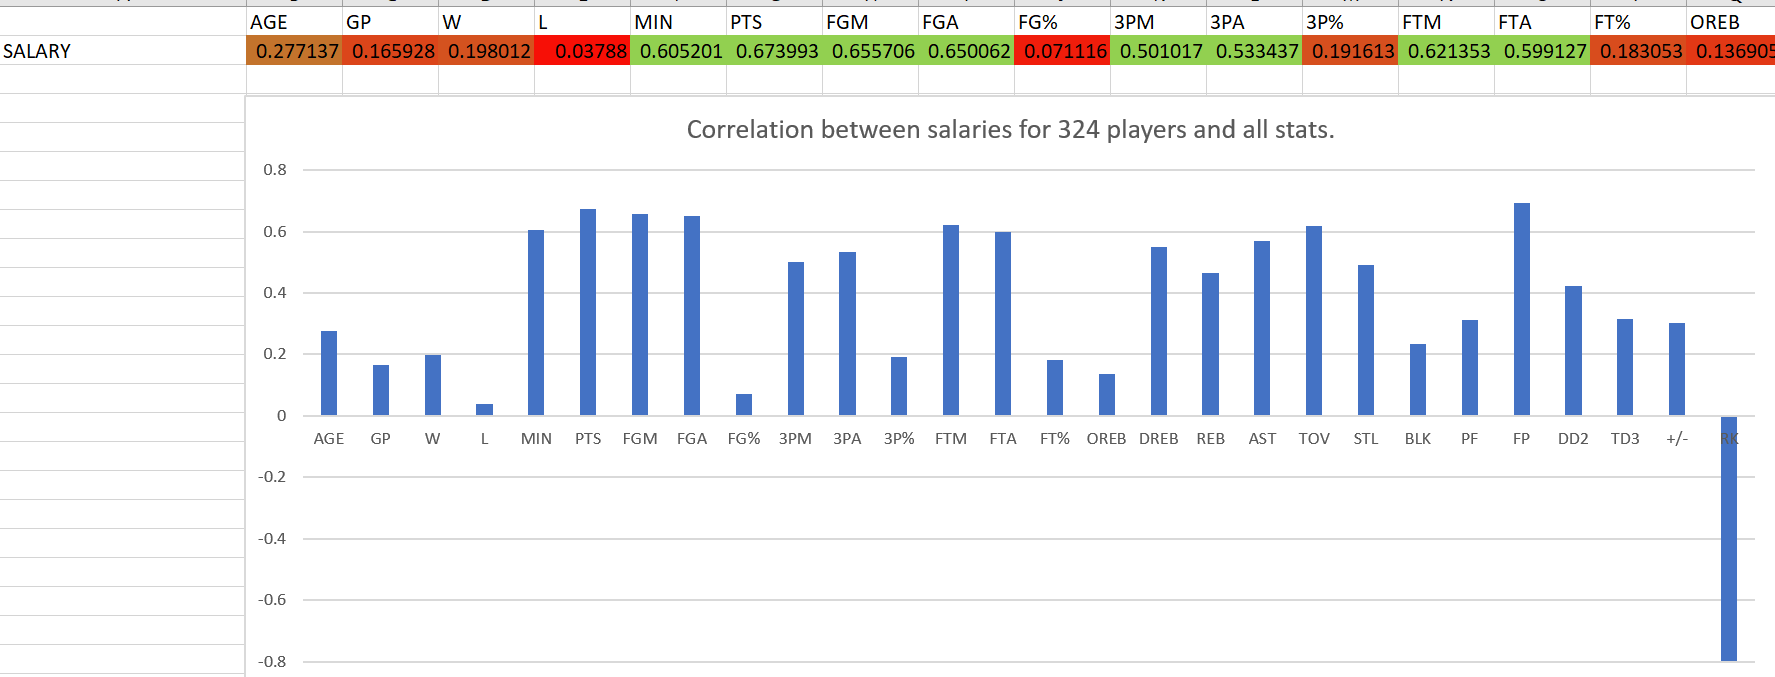 AGE GP W L MIN PTS FGM FGA FG% 3PM 3PA 3P% FTM FTA FT% OREB
SALARY 0.277137 0.165928 0.198012 0.03788 0.605201 0.673993 0.655706 0.650062 0.071116 0.501017 0.533437 0.191613 0.621353 0.599127 0.183053 0.136905
Correlation between salaries for 324 players and all stats.
0.8
0.6
0.4
0.2
0
AGE GP W L MIN PTS FGM FGA FG% 3PM 3PA 3P% FTM FTA FT% OREB DREB REB AST TOV STL BLK PF FP DD2 TD3 +/- RK
-0.2
-0.4
-0.6
-0.8